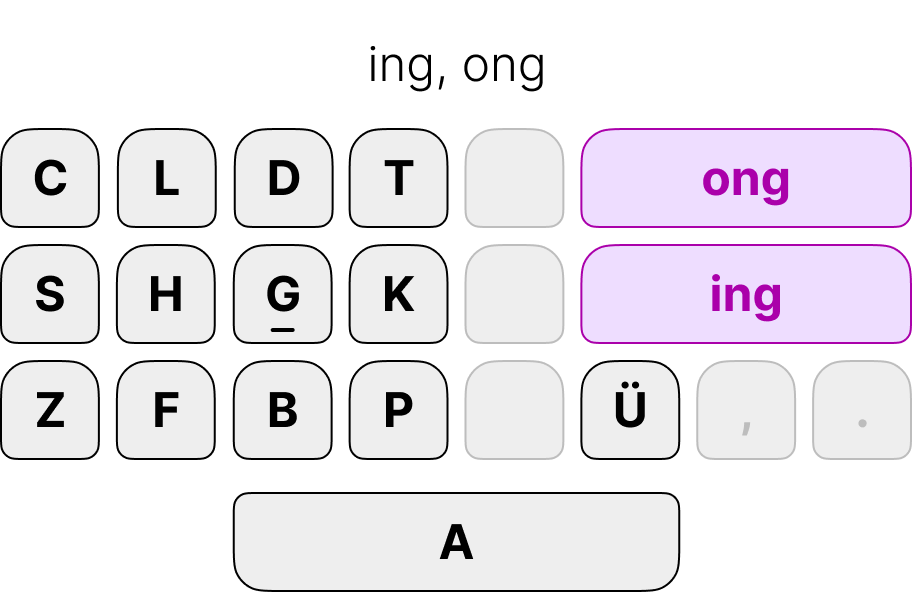 ing, ong
C L D T ong
S H G K ing
Z F B P Ü , .
A